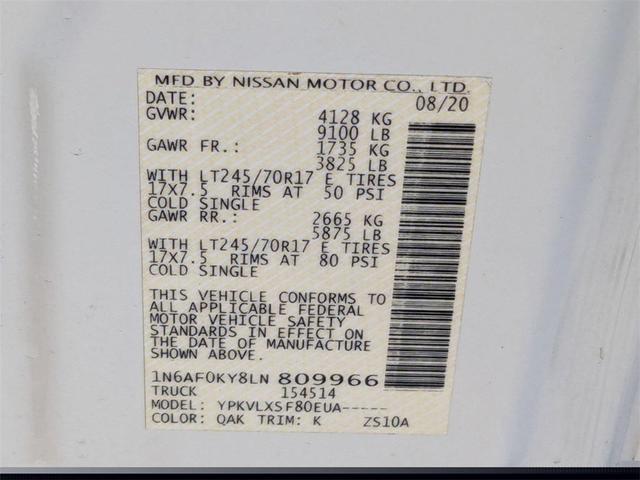 MFD BY NISSAN MOTOR CO., LTD.
DATE: 08/20
GVWR: 4128 KG
9100 LB
GAWR FR.: 1735 KG
3825 LB
WITH LT245/70R17 E TIRES
17X7.5 RIMS AT 50 PSI
COLD SINGLE
GAWR RR.: 2665 KG
5875 LB
WITH LT245/70R17 E TIRES
17X7.5 RIMS AT 80 PSI
COLD SINGLE
THIS VEHICLE CONFORMS TO
ALL APPLICABLE FEDERAL
MOTOR VEHICLE SAFETY
STANDARDS IN EFFECT ON
THE DATE OF MANUFACTURE
SHOWN ABOVE.
1N6AF0KY8LN 809966
TRUCK 154514
MODEL: YPKVLXSF80EUA-----
COLOR: QAK TRIM: K ZS10A